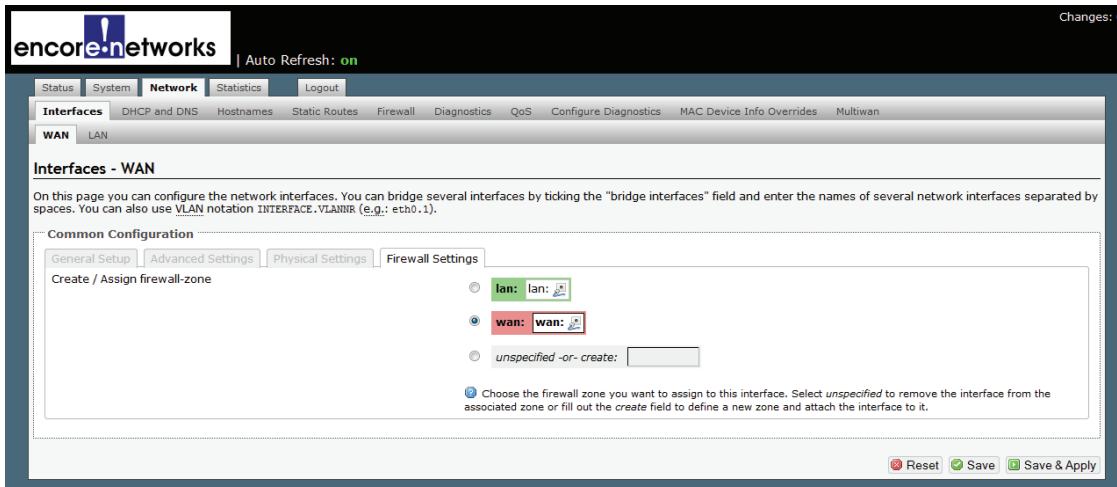 Changes:
encore networks
| Auto Refresh: on
Status System Network Statistics Logout
Interfaces DHCP and DNS Hostnames Static Routes Firewall Diagnostics QoS Configure Diagnostics MAC Device Info Overrides Multiwan
WAN LAN
Interfaces - WAN
On this page you can configure the network interfaces. You can bridge several interfaces by ticking the "bridge interfaces" field and enter the names of several network interfaces separated by
spaces. You can also use VLAN notation INTERFACE.VLANNR (e.g.: eth0.1).
Common Configuration
General Setup Advanced Settings Physical Settings Firewall Settings
Create / Assign firewall-zone
lan: lan:
wan: wan:
unspecified -or- create:
Choose the firewall zone you want to assign to this interface. Select unspecified to remove the interface from the
associated zone or fill out the create field to define a new zone and attach the interface to it.
Reset Save Save & Apply